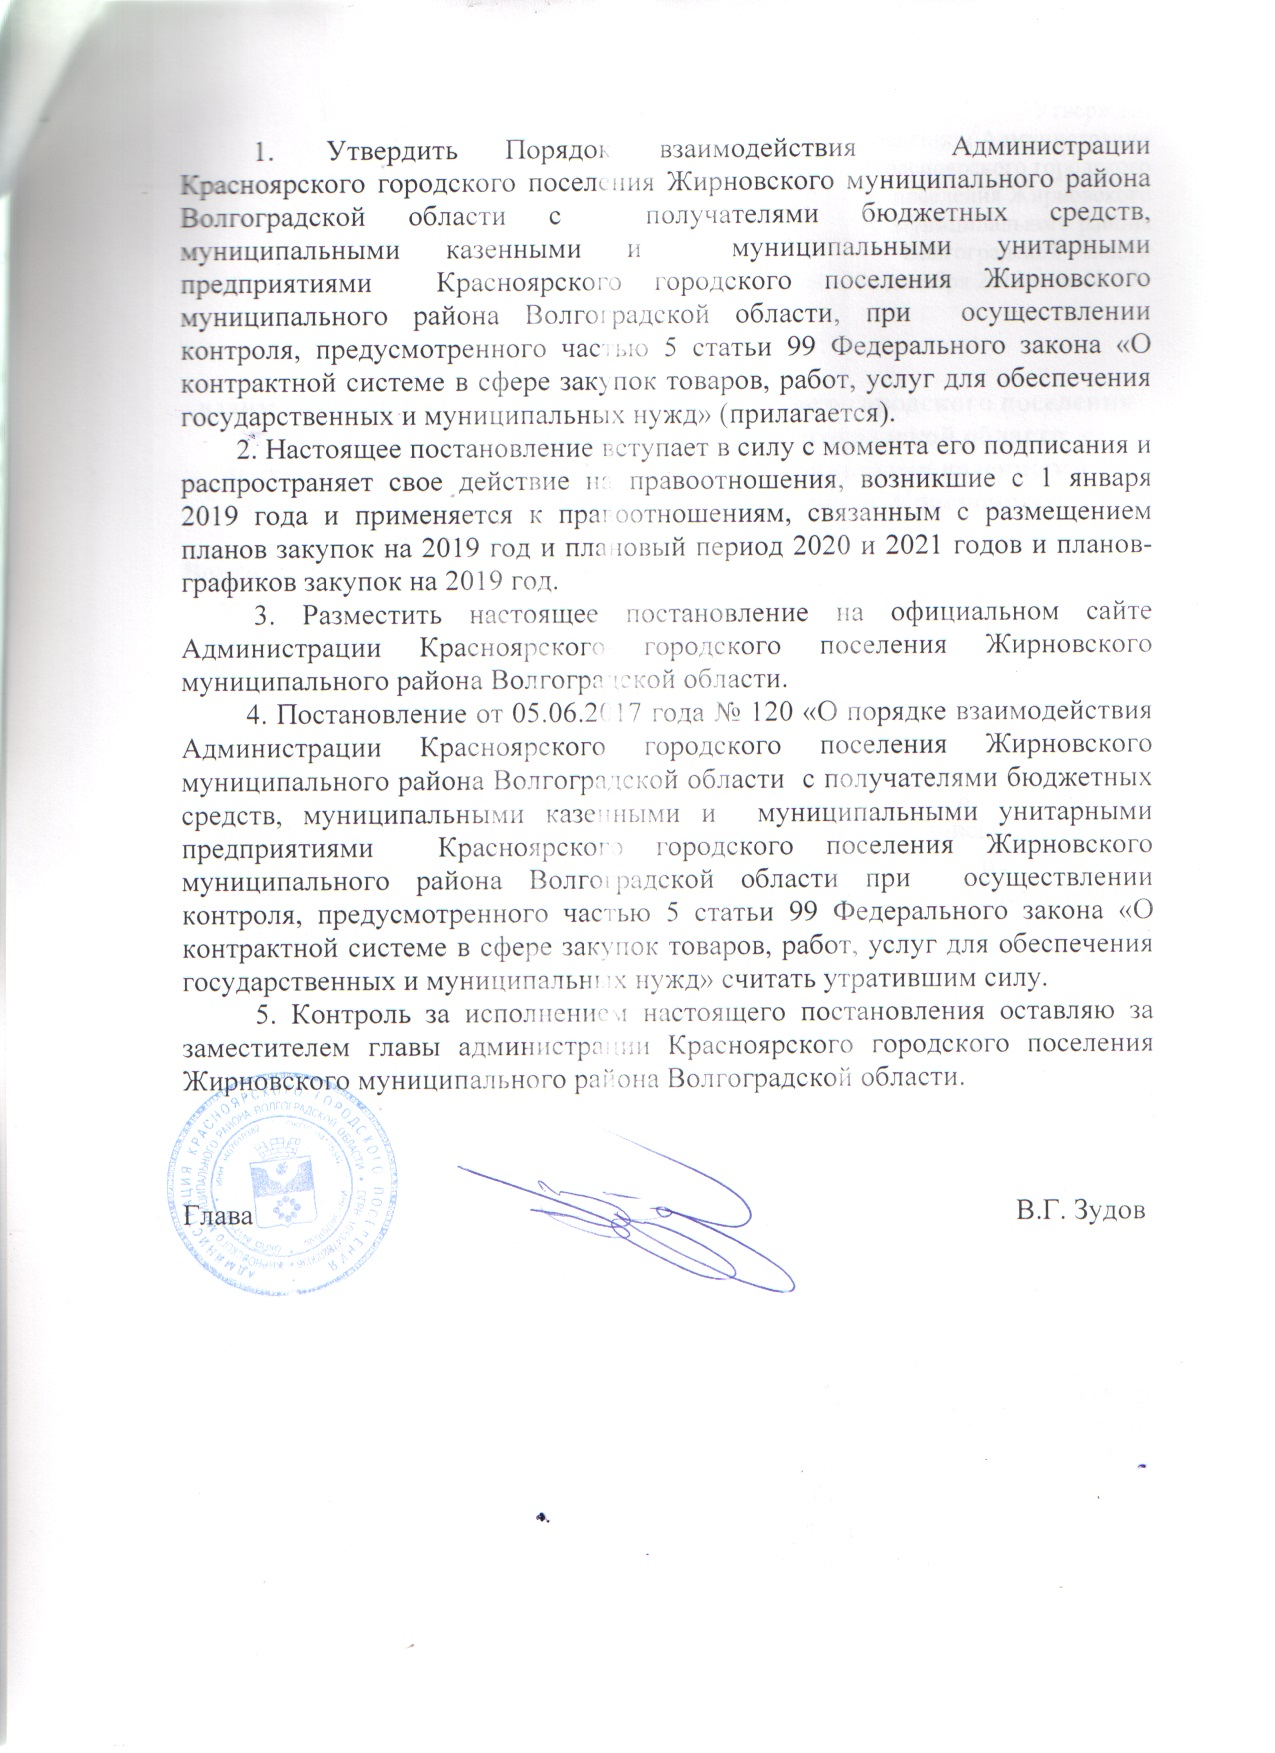 1. Утвердить Порядок взаимодействия Администрации
Красноярского городского поселения Жирновского муниципального района
Волгоградской области с получателями бюджетных средств,
муниципальными казенными и муниципальными унитарными
предприятиями Красноярского городского поселения Жирновского
муниципального района Волгоградской области, при осуществлении
контроля, предусмотренного частью 5 статьи 99 Федерального закона «О
контрактной системе в сфере закупок товаров, работ, услуг для обеспечения
государственных и муниципальных нужд» (прилагается).
2. Настоящее постановление вступает в силу с момента его подписания и
распространяет свое действие на правоотношения, возникшие с 1 января
2019 года и применяется к правоотношениям, связанным с размещением
планов закупок на 2019 год и плановый период 2020 и 2021 годов и планов-
графиков закупок на 2019 год.
3. Разместить настоящее постановление на официальном сайте
Администрации Красноярского городского поселения Жирновского
муниципального района Волгоградской области.
4. Постановление от 05.06.2017 года № 120 «О порядке взаимодействия
Администрации Красноярского городского поселения Жирновского
муниципального района Волгоградской области с получателями бюджетных
средств, муниципальными казенными и муниципальными унитарными
предприятиями Красноярского городского поселения Жирновского
муниципального района Волгоградской области при осуществлении
контроля, предусмотренного частью 5 статьи 99 Федерального закона «О
контрактной системе в сфере закупок товаров, работ, услуг для обеспечения
государственных и муниципальных нужд» считать утратившим силу.
5. Контроль за исполнением настоящего постановления оставляю за
заместителем главы администрации Красноярского городского поселения
Жирновского муниципального района Волгоградской области.
АДМИНИСТРАЦИЯ КРАСНОЯРСКОГО ГОРОДСКОГО ПОСЕЛЕНИЯ
МУНИЦИПАЛЬНОГО РАЙОНА ВОЛГОГРАДСКОЙ ОБЛАСТИ
Глава В.Г. Зудов